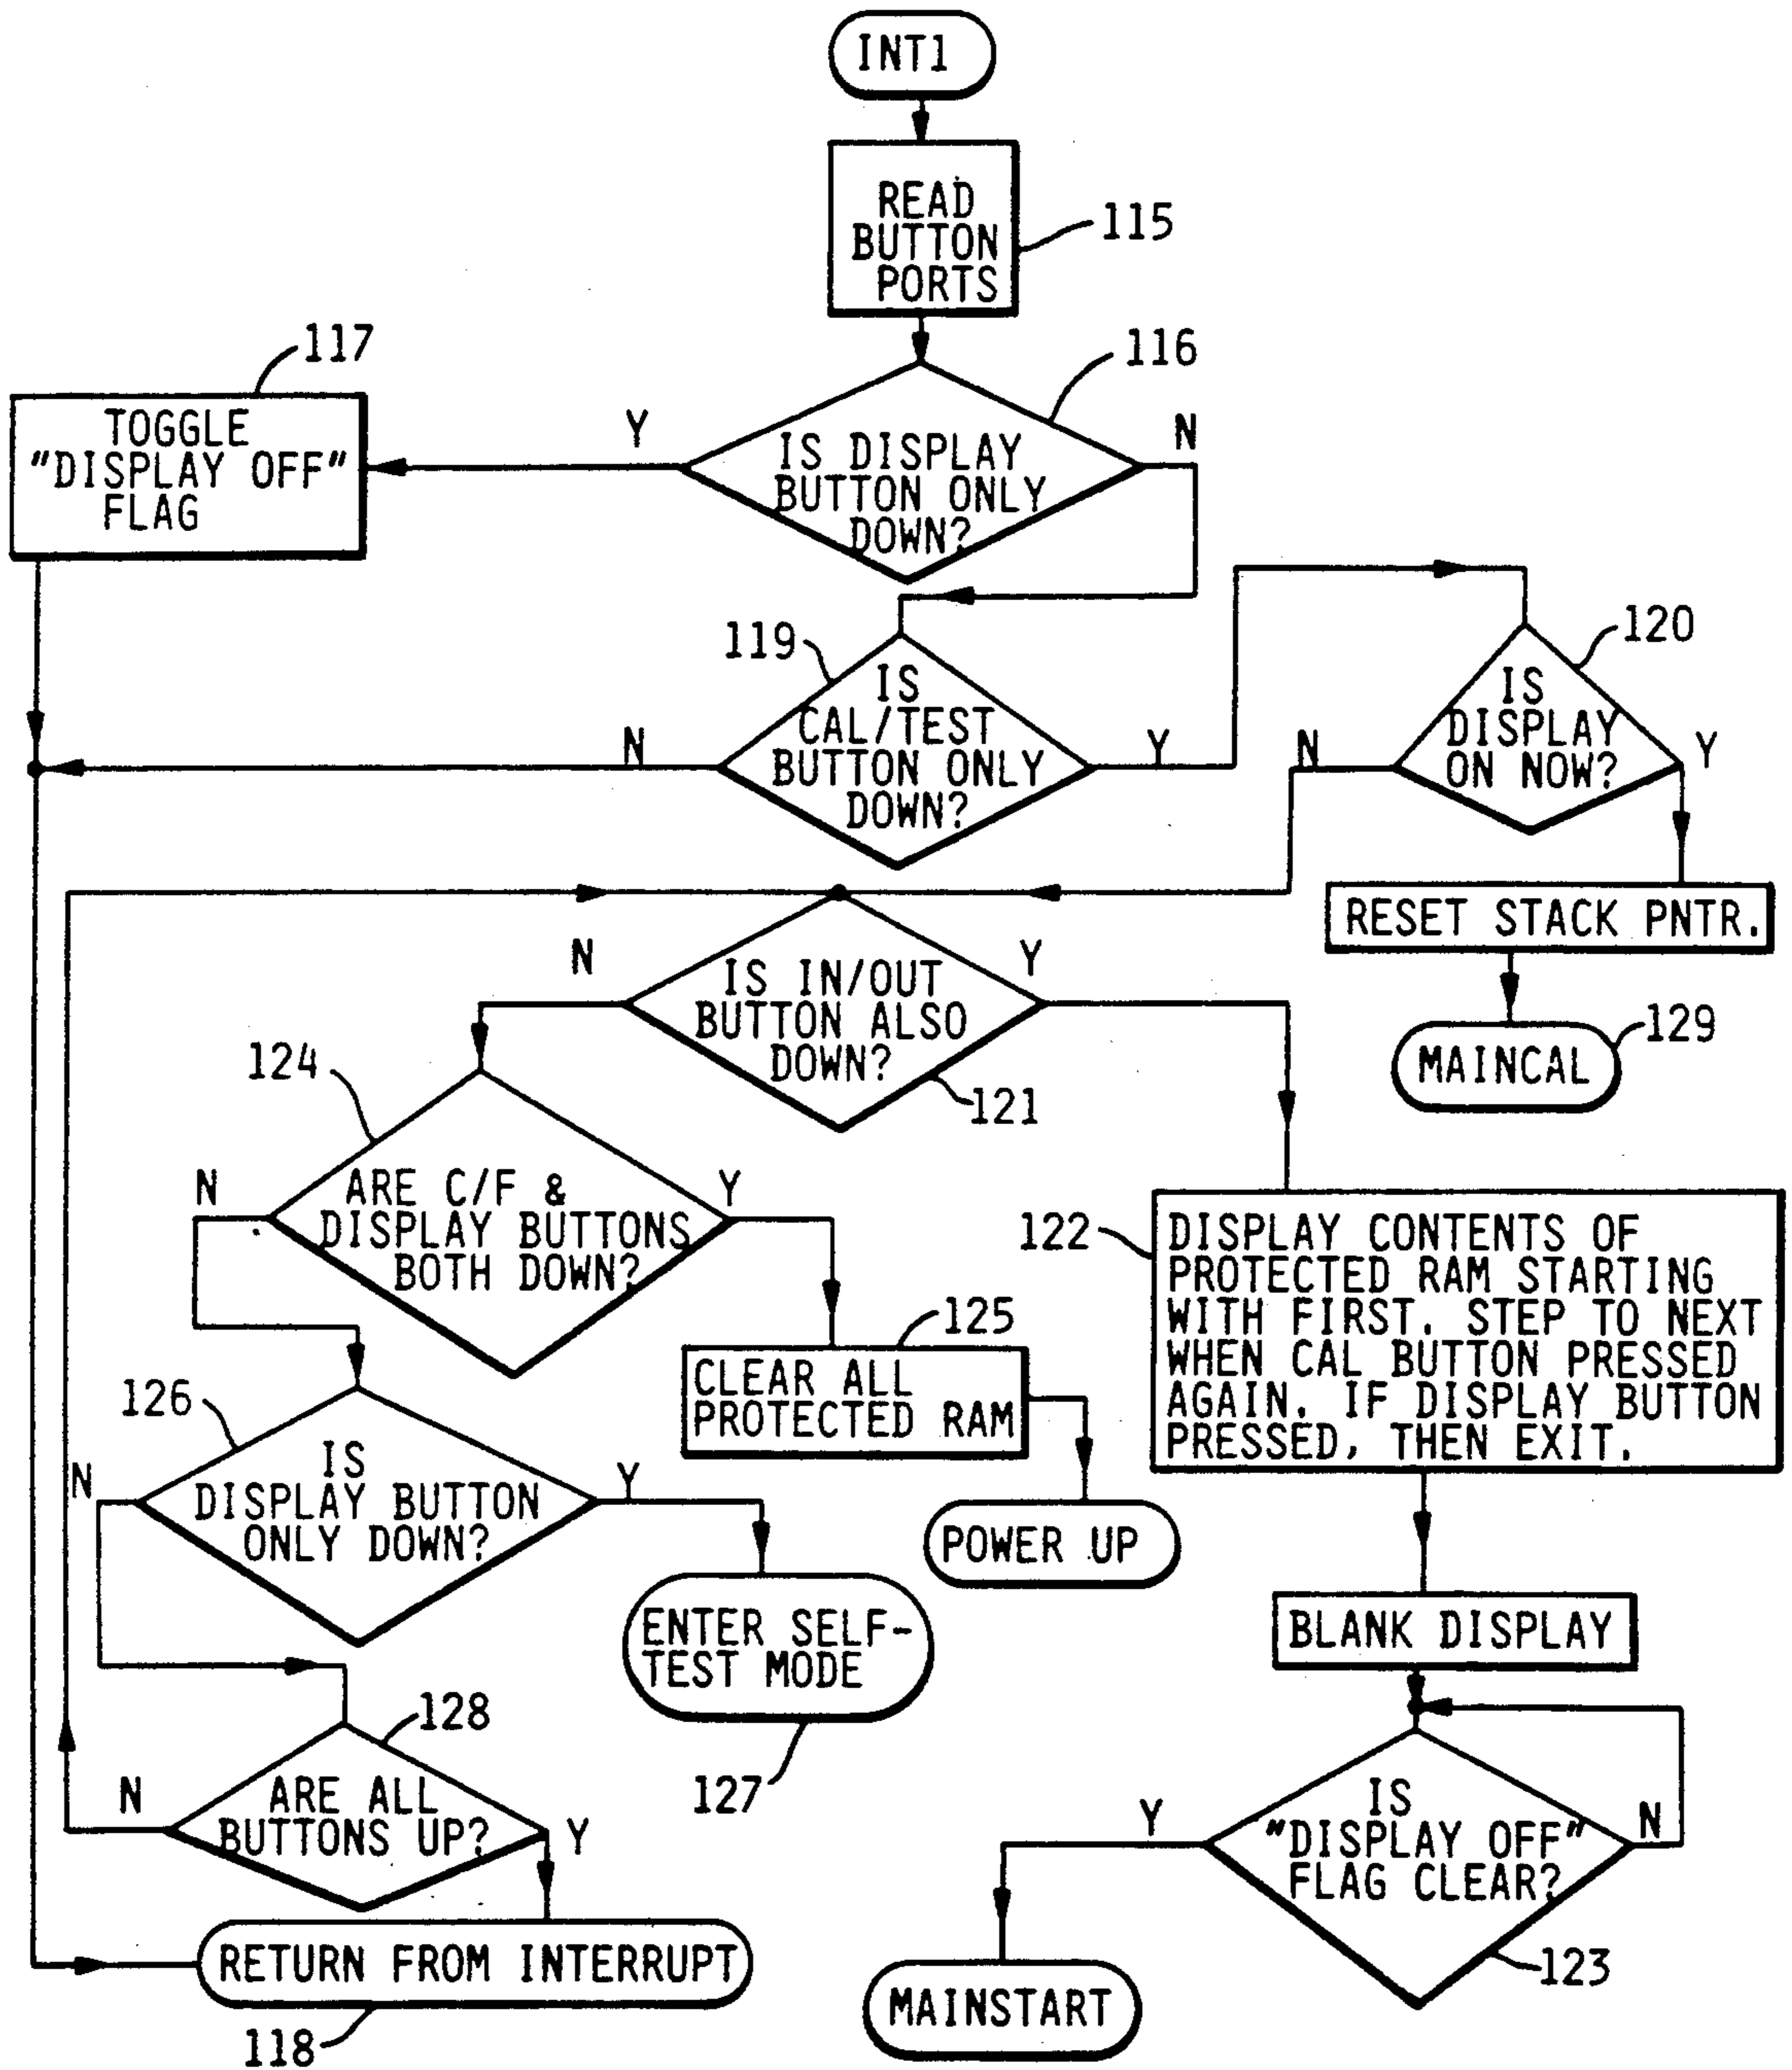 INT1
READ
BUTTON
PORTS
115
116
117
TOGGLE
"DISPLAY OFF"
FLAG
Y
N
IS DISPLAY
BUTTON ONLY
DOWN?
119
120
IS
CAL/TEST
BUTTON ONLY
DOWN?
N
Y
IS
DISPLAY
ON NOW?
N
Y
RESET STACK PNTR.
129
MAINCAL
N
Y
IS IN/OUT
BUTTON ALSO
DOWN?
121
124
N
Y
ARE C/F &
DISPLAY BUTTONS
BOTH DOWN?
122
DISPLAY CONTENTS OF
PROTECTED RAM STARTING
WITH FIRST. STEP TO NEXT
WHEN CAL BUTTON PRESSED
AGAIN. IF DISPLAY BUTTON
PRESSED, THEN EXIT.
125
CLEAR ALL
PROTECTED RAM
POWER UP
126
N
Y
IS
DISPLAY BUTTON
ONLY DOWN?
ENTER SELF-
TEST MODE
127
BLANK DISPLAY
128
N
Y
ARE ALL
BUTTONS UP?
Y
N
IS
"DISPLAY OFF"
FLAG CLEAR?
123
RETURN FROM INTERRUPT
118
MAINSTART